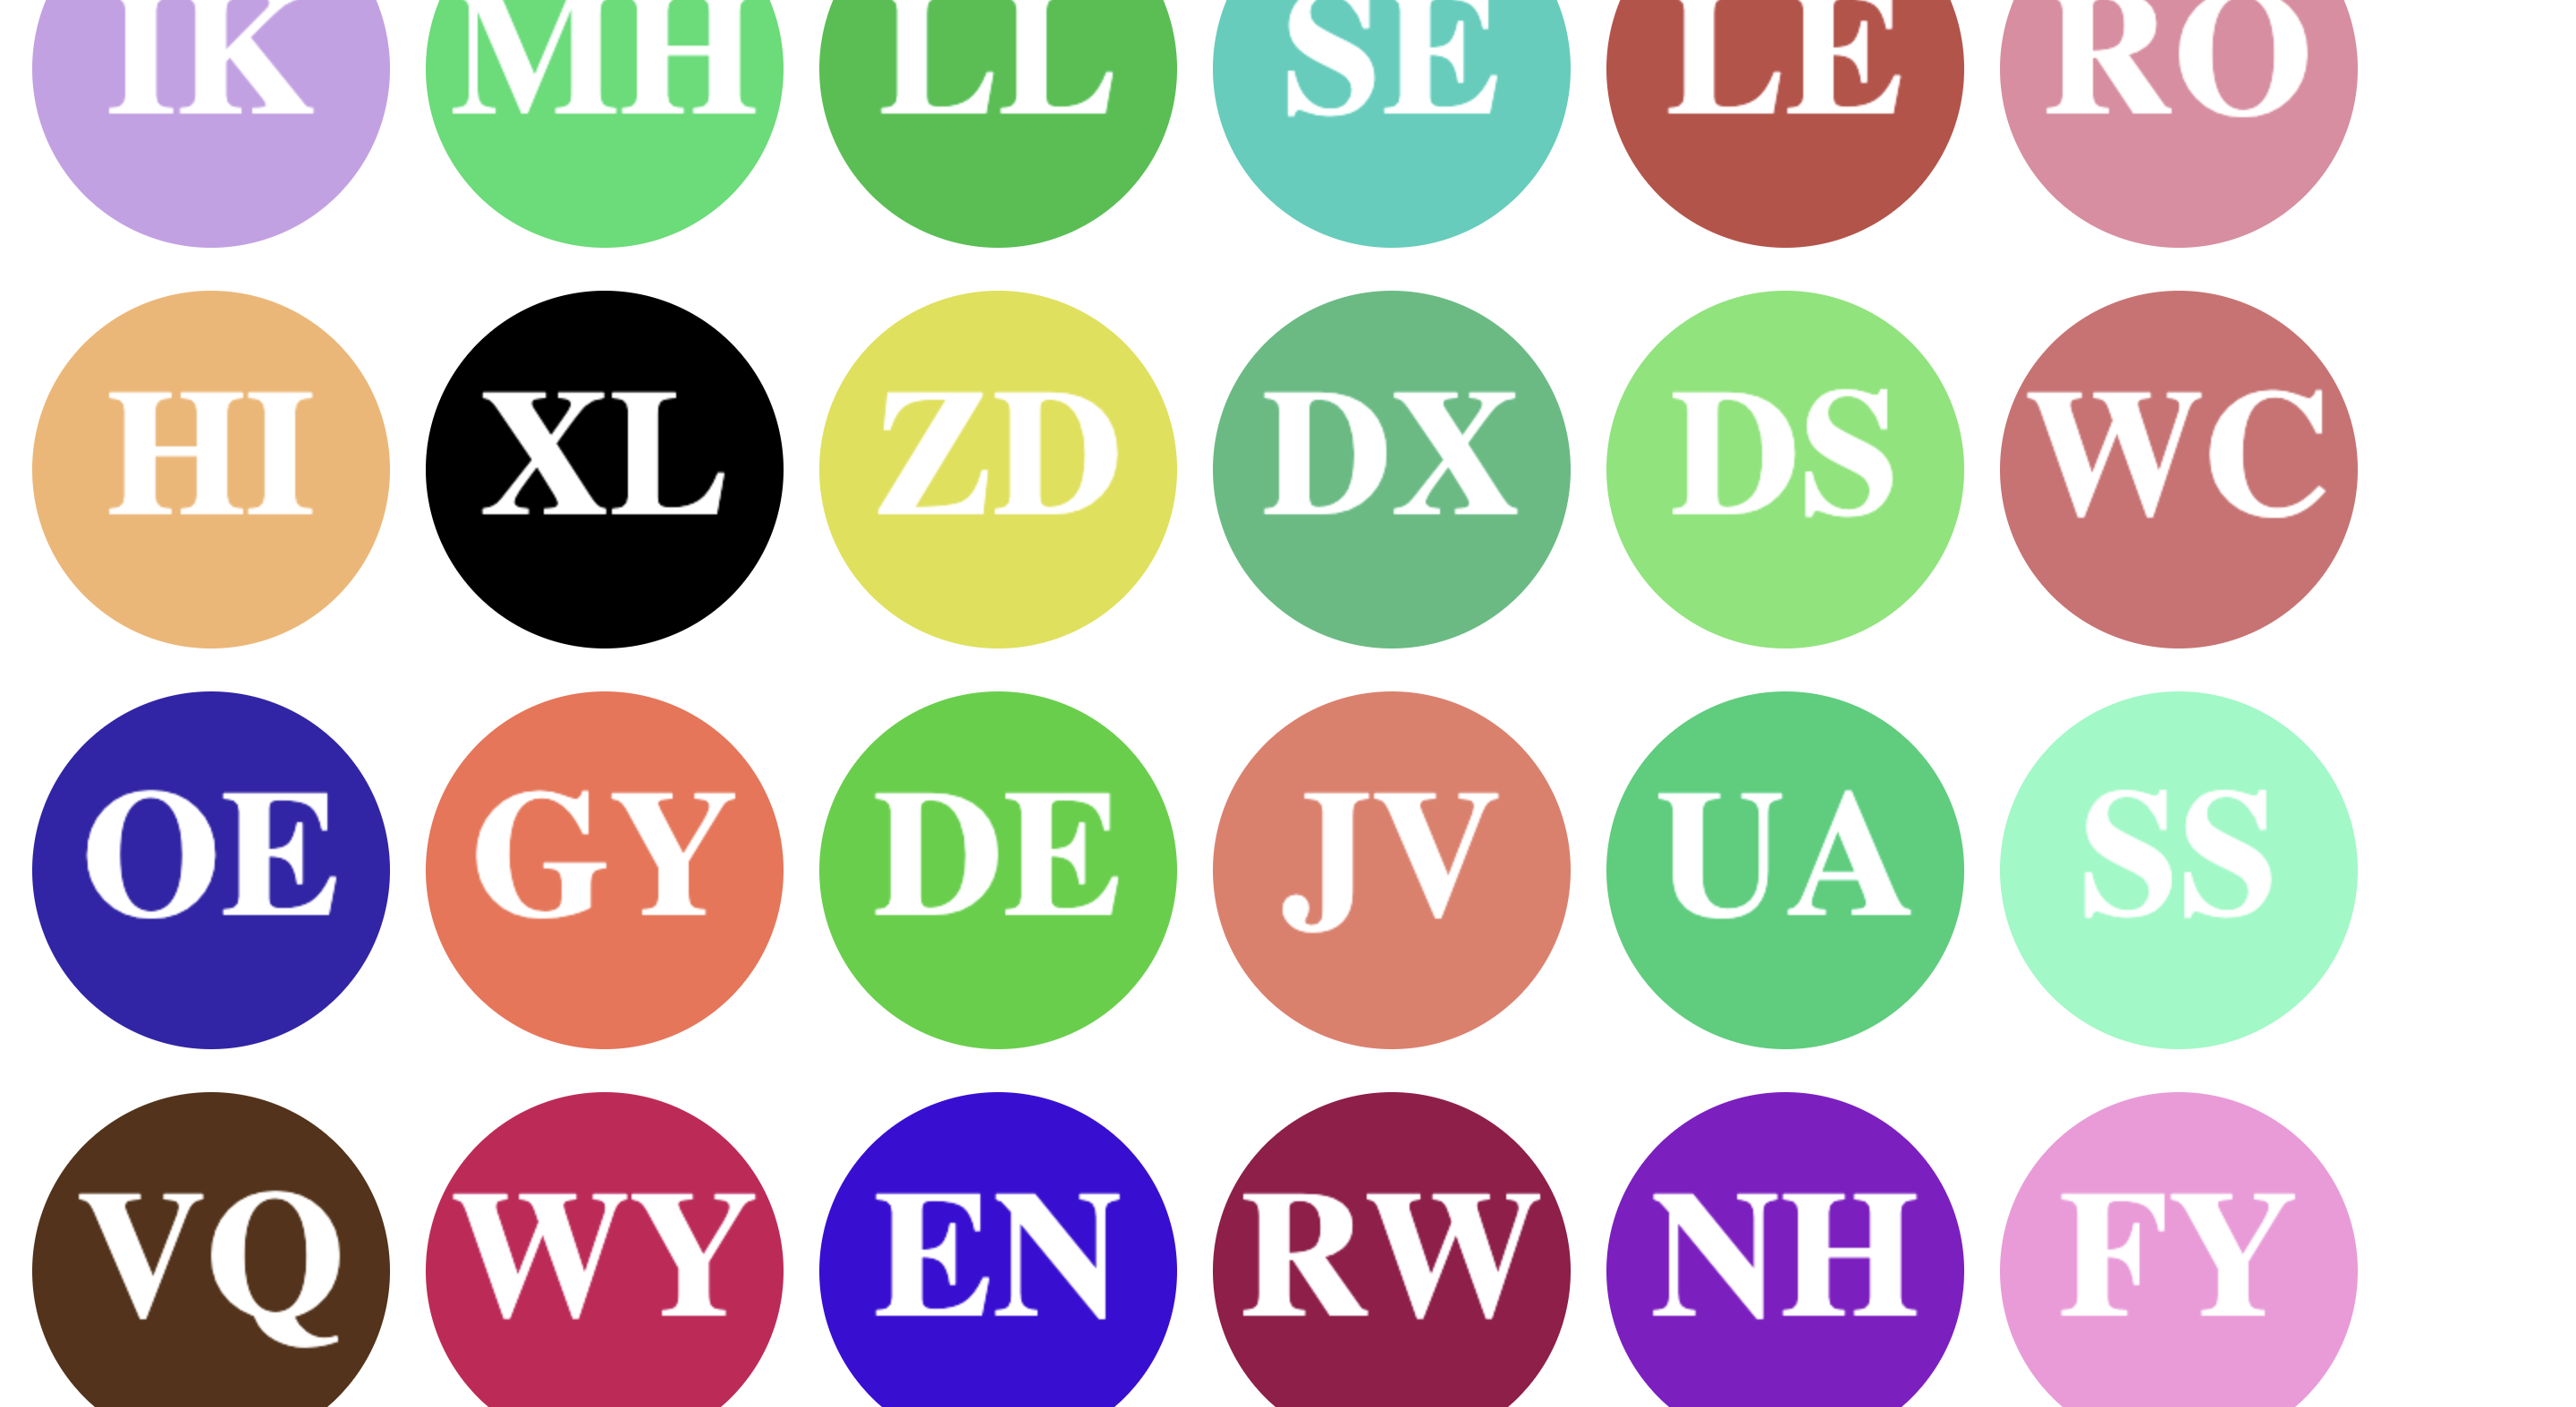 IK MH LL SE LE RO
HI XL ZD DX DS WC
OE GY DE JV UA SS
VQ WY EN RW NH FY